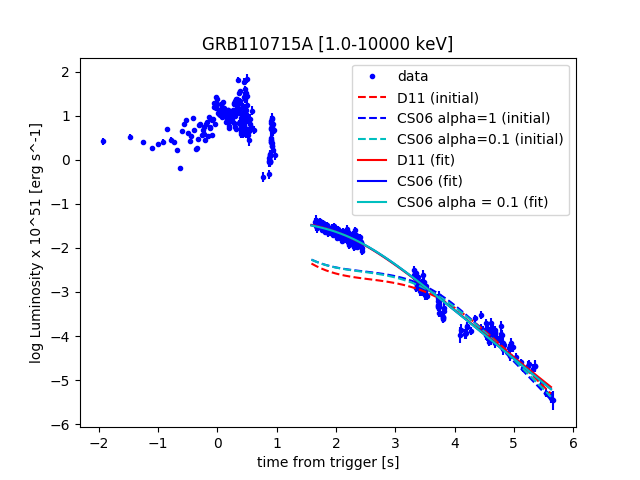 GRB110715A [1.0-10000 keV]
data
D11 (initial)
CS06 alpha=1 (initial)
CS06 alpha=0.1 (initial)
D11 (fit)
CS06 (fit)
CS06 alpha = 0.1 (fit)
log Luminosity x 10^51 [erg s^-1]
2
1
0
−1
−2
−3
−4
−5
−6
−2 −1 0 1 2 3 4 5 6
time from trigger [s]